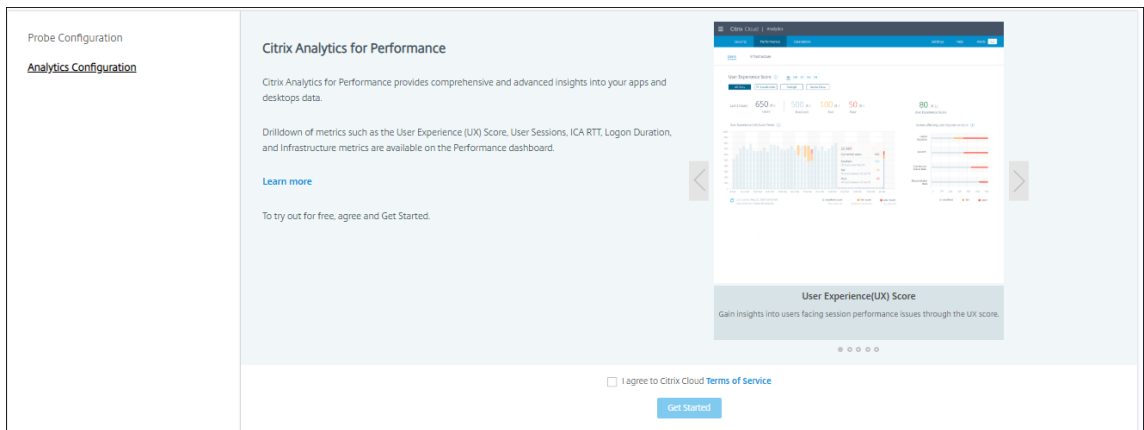 Probe Configuration
Analytics Configuration
Citrix Analytics for Performance
Citrix Analytics for Performance provides comprehensive and advanced insights into your apps and
desktops data.
Drilldown of metrics such as the User Experience (UX) Score, User Sessions, ICA RTT, Logon Duration,
and Infrastructure metrics are available on the Performance dashboard.
Learn more
To try out for free, agree and Get Started.
Citrix Cloud | Analytics
Performance
Infrastructure
User Experience Score
650
500
100
50
80
User Experience(UX) Score
Gain insights into users facing session performance issues through the UX score.
I agree to Citrix Cloud Terms of Service
Get Started